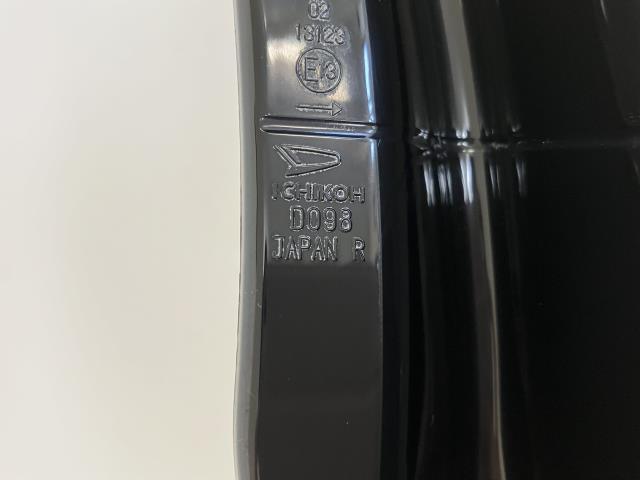 02
13123
E13
ICHIKOH
D098
JAPAN R